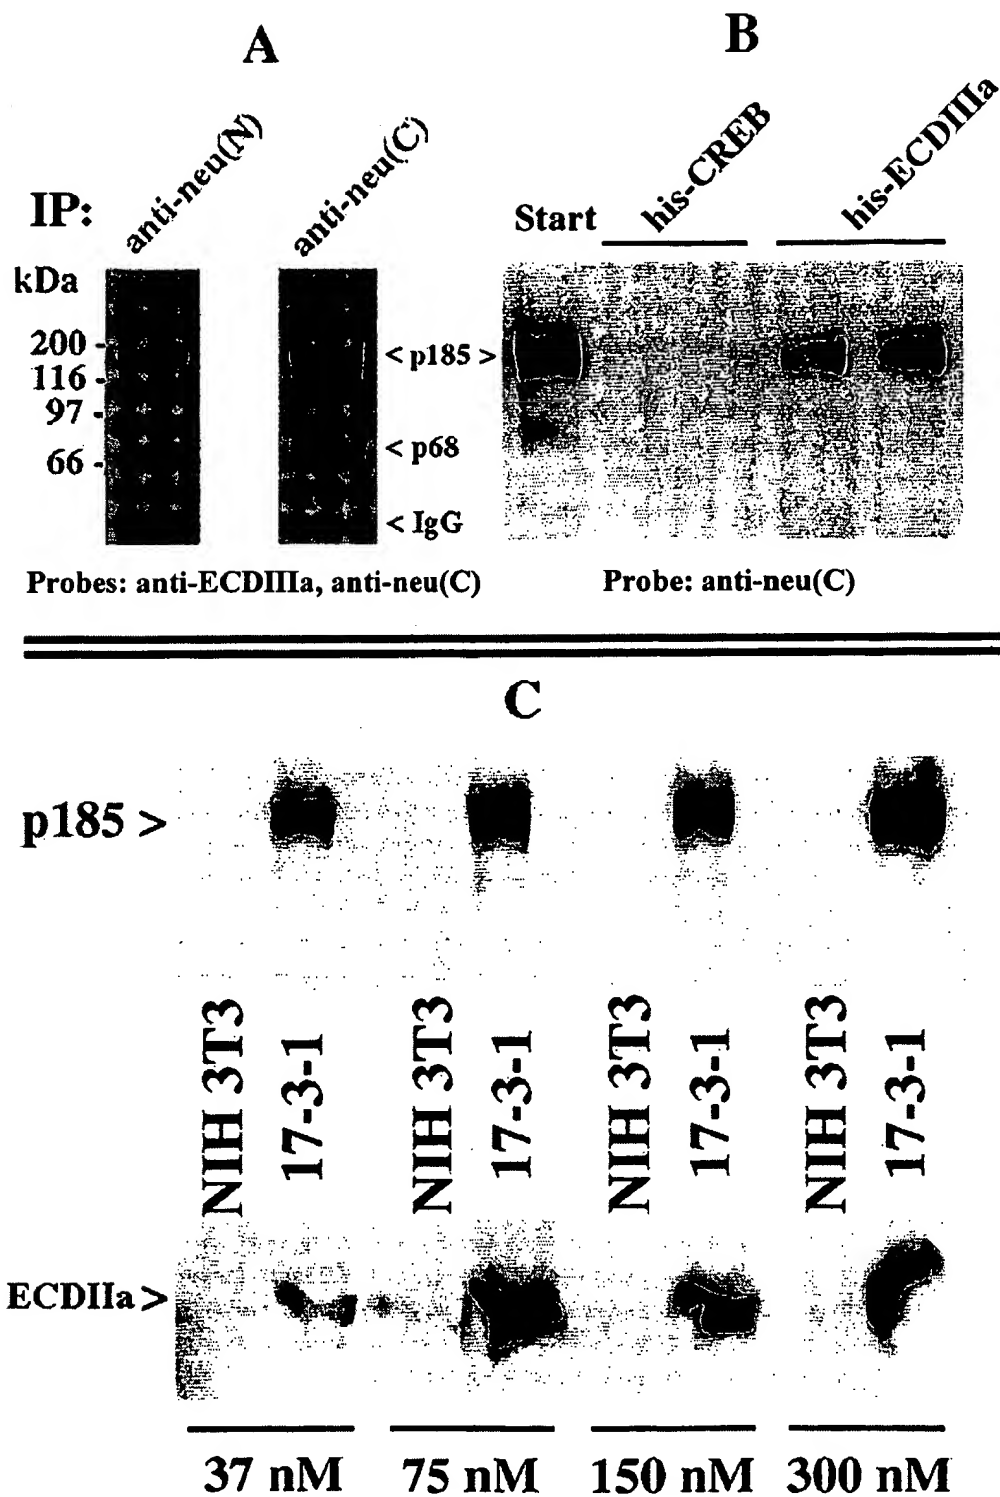 A
B
IP:
anti-neu(N)
anti-neu(C)
Start
his-CREB
his-ECDIIIa
kDa
200 -
116 -
97 -
66 -
< p185 >
< p68
< IgG
Probes: anti-ECDIIIa, anti-neu(C)
Probe: anti-neu(C)
C
p185 >
NIH 3T3
17-3-1
NIH 3T3
17-3-1
NIH 3T3
17-3-1
NIH 3T3
17-3-1
ECDIIa >
37 nM
75 nM
150 nM
300 nM